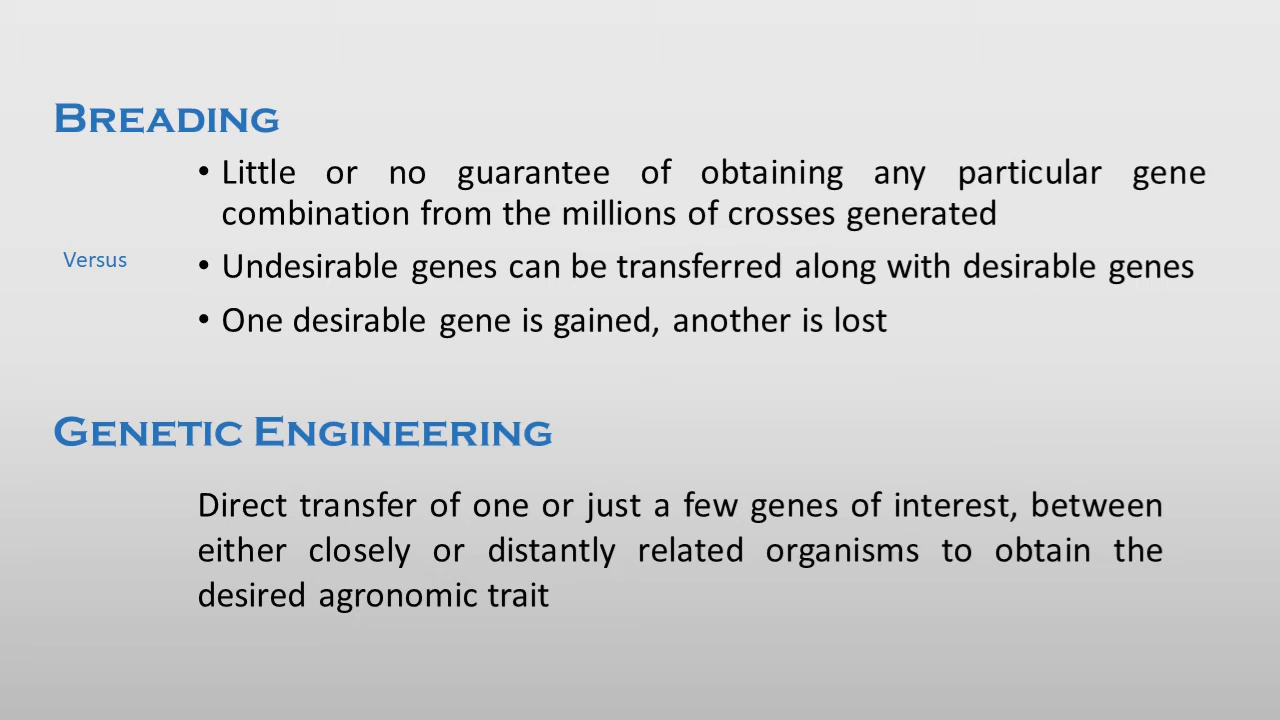 BREADING
• Little or no guarantee of obtaining any particular gene
combination from the millions of crosses generated
Versus
• Undesirable genes can be transferred along with desirable genes
• One desirable gene is gained, another is lost
GENETIC ENGINEERING
Direct transfer of one or just a few genes of interest, between
either closely or distantly related organisms to obtain the
desired agronomic trait